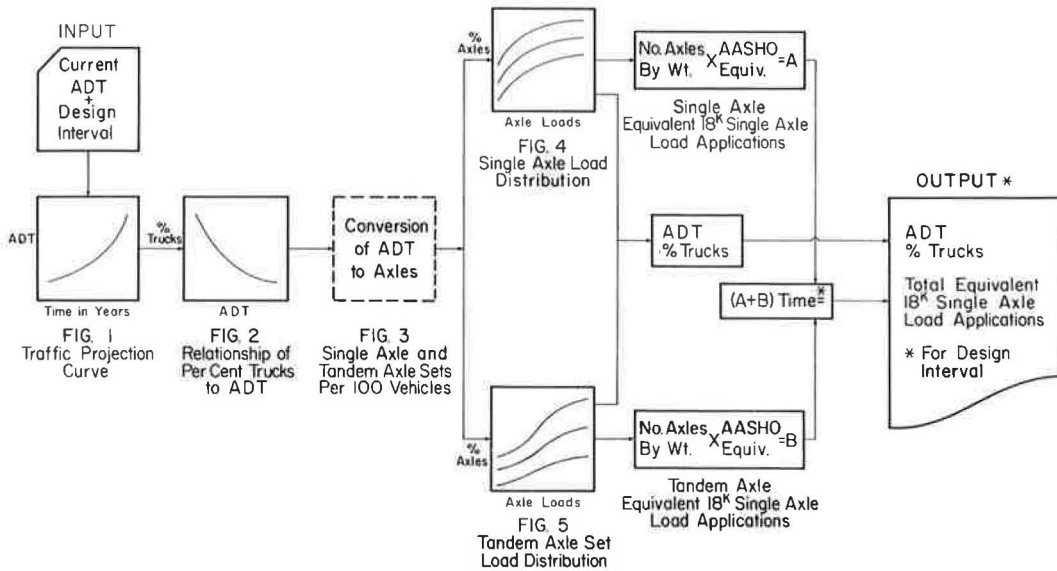 INPUT
Current
ADT
+
Design
Interval
ADT
Time in Years
FIG. 1
Traffic Projection
Curve
%
Trucks
ADT
FIG. 2
Relationship of
Per Cent Trucks
to ADT
Conversion
of ADT
to Axles
FIG. 3
Single Axle and
Tandem Axle Sets
Per 100 Vehicles
%
Axles
Axle Loads
FIG. 4
Single Axle Load
Distribution
%
Axles
Axle Loads
FIG. 5
Tandem Axle Set
Load Distribution
No. Axles X AASHO = A
By Wt. Equiv.
Single Axle
Equivalent 18K Single Axle
Load Applications
ADT
% Trucks
(A+B) Time =*
No. Axles X AASHO = B
By Wt. Equiv.
Tandem Axle
Equivalent 18K Single Axle
Load Applications
OUTPUT *
ADT
% Trucks
Total Equivalent
18K Single Axle
Load Applications
* For Design
Interval